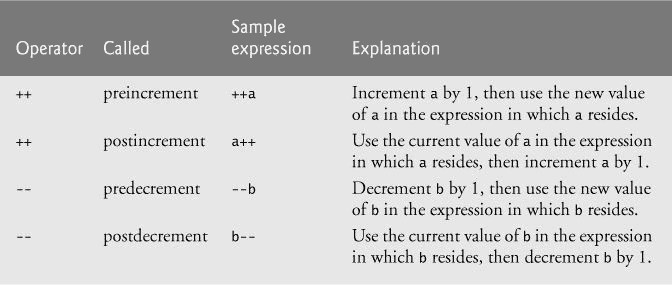 Operator Called Sample expression Explanation
++ preincrement ++a Increment a by 1, then use the new value
of a in the expression in which a resides.
++ postincrement a++ Use the current value of a in the expression
in which a resides, then increment a by 1.
-- predecrement --b Decrement b by 1, then use the new value
of b in the expression in which b resides.
-- postdecrement b-- Use the current value of b in the expression
in which b resides, then decrement b by 1.